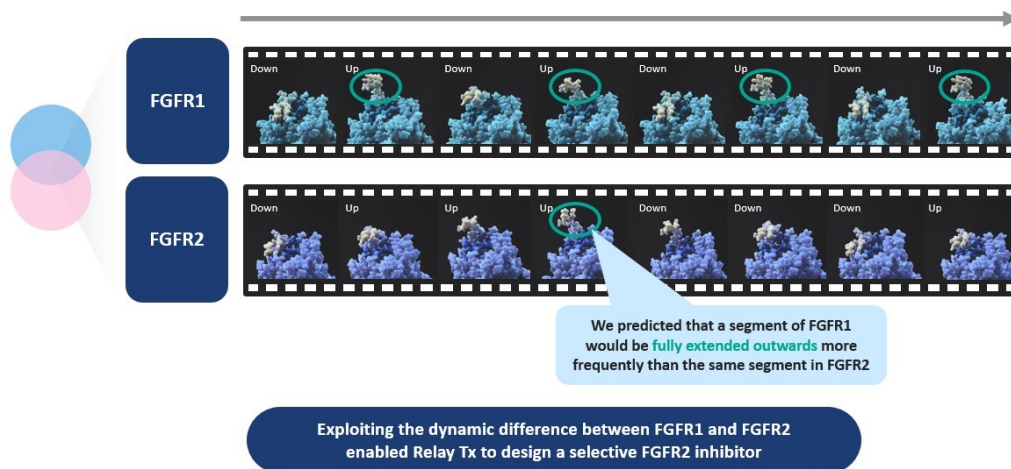 FGFR1
Down Up Down Up Down Up Down Up
FGFR2
Down Up Up Up Down Down Down Up
We predicted that a segment of FGFR1
would be fully extended outwards more
frequently than the same segment in FGFR2
Exploiting the dynamic difference between FGFR1 and FGFR2
enabled Relay Tx to design a selective FGFR2 inhibitor